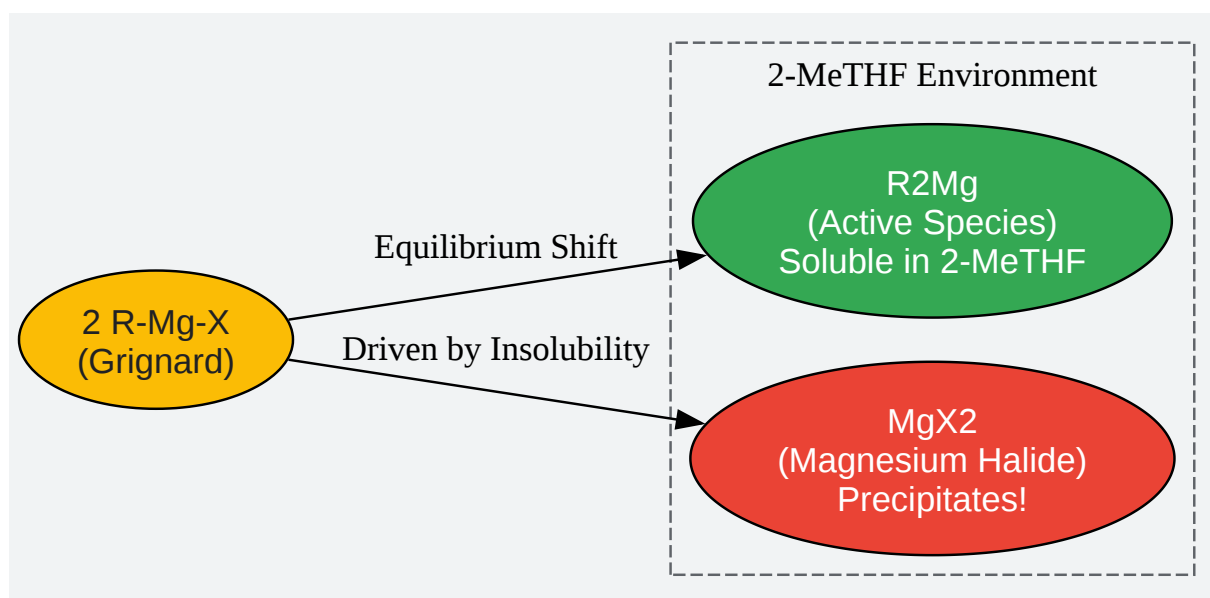 2-MeTHF Environment
R2Mg
(Active Species)
Soluble in 2-MeTHF
Equilibrium Shift
2 R-Mg-X
(Grignard)
Driven by Insolubility
MgX2
(Magnesium Halide)
Precipitates!